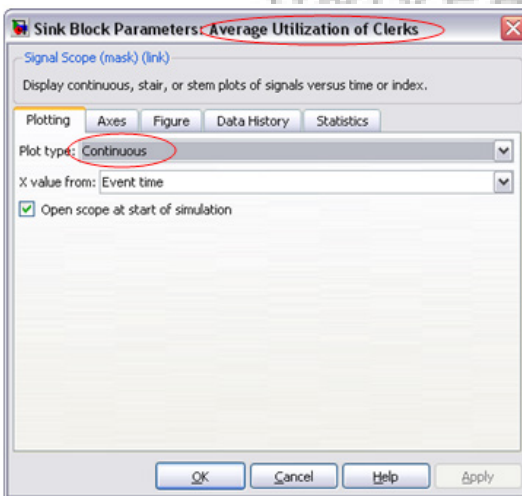 Sink Block Parameters: Average Utilization of Clerks
Signal Scope (mask) (link)
Display continuous, stair, or stem plots of signals versus time or index.
Plotting Axes Figure Data History Statistics
Plot type: Continuous
X value from: Event time
Open scope at start of simulation
OK Cancel Help Apply